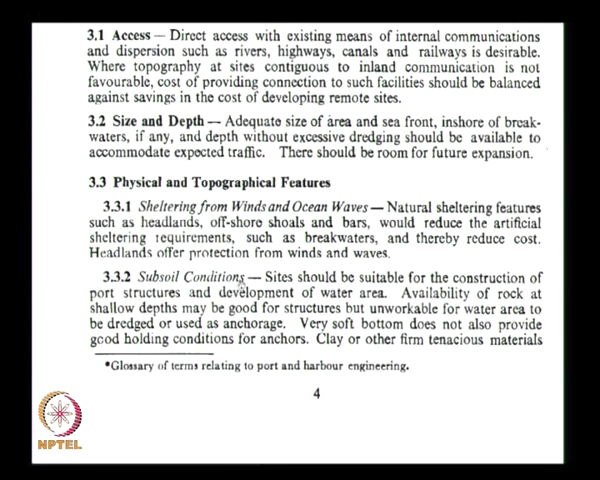 3.1 Access — Direct access with existing means of internal communications
and dispersion such as rivers, highways, canals and railways is desirable.
Where topography at sites contiguous to inland communication is not
favourable, cost of providing connection to such facilities should be balanced
against savings in the cost of developing remote sites.
3.2 Size and Depth — Adequate size of area and sea front, inshore of break-
waters, if any, and depth without excessive dredging should be available to
accommodate expected traffic. There should be room for future expansion.
3.3 Physical and Topographical Features
3.3.1 Sheltering from Winds and Ocean Waves — Natural sheltering features
such as headlands, off-shore shoals and bars, would reduce the artificial
sheltering requirements, such as breakwaters, and thereby reduce cost.
Headlands offer protection from winds and waves.
3.3.2 Subsoil Conditions — Sites should be suitable for the construction of
port structures and development of water area. Availability of rock at
shallow depths may be good for structures but unworkable for water area to
be dredged or used as anchorage. Very soft bottom does not also provide
good holding conditions for anchors. Clay or other firm tenacious materials
*Glossary of terms relating to port and harbour engineering.
4
NPTEL